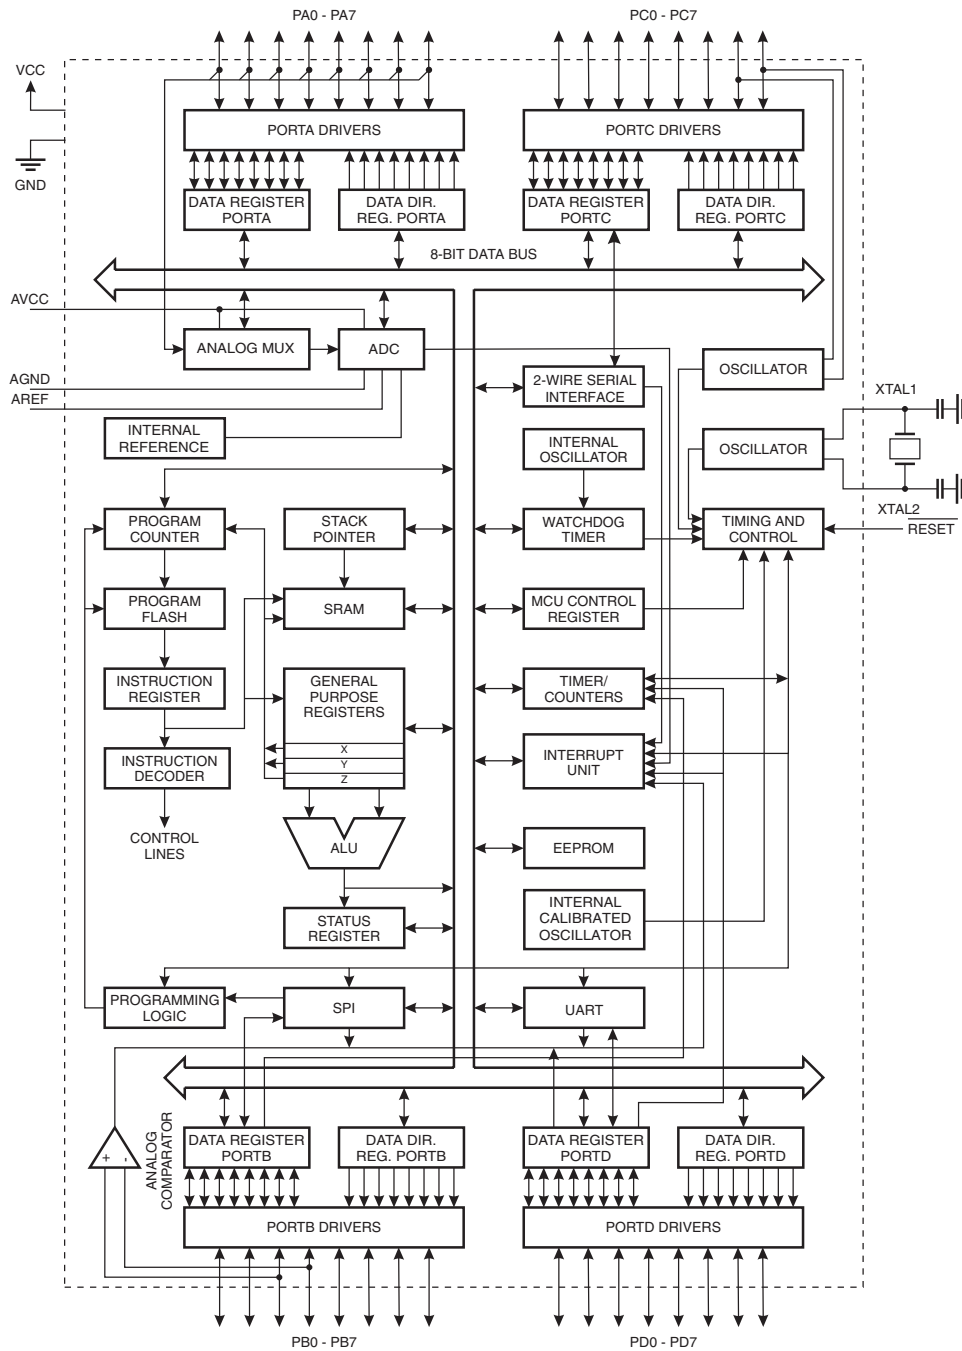 PA0 - PA7
PC0 - PC7
VCC
GND
PORTA DRIVERS
PORTC DRIVERS
DATA REGISTER
PORTA
DATA DIR.
REG. PORTA
DATA REGISTER
PORTC
DATA DIR.
REG. PORTC
8-BIT DATA BUS
AVCC
ANALOG MUX
ADC
AGND
AREF
2-WIRE SERIAL
INTERFACE
OSCILLATOR
XTAL1
INTERNAL
REFERENCE
INTERNAL
OSCILLATOR
OSCILLATOR
XTAL2
RESET
PROGRAM
COUNTER
STACK
POINTER
WATCHDOG
TIMER
TIMING AND
CONTROL
PROGRAM
FLASH
SRAM
MCU CONTROL
REGISTER
INSTRUCTION
REGISTER
GENERAL
PURPOSE
REGISTERS
X
Y
Z
TIMER/
COUNTERS
INSTRUCTION
DECODER
INTERRUPT
UNIT
CONTROL
LINES
ALU
EEPROM
STATUS
REGISTER
INTERNAL
CALIBRATED
OSCILLATOR
PROGRAMMING
LOGIC
SPI
UART
+ -
ANALOG
COMPARATOR
DATA REGISTER
PORTB
DATA DIR.
REG. PORTB
DATA REGISTER
PORTD
DATA DIR.
REG. PORTD
PORTB DRIVERS
PORTD DRIVERS
PB0 - PB7
PD0 - PD7